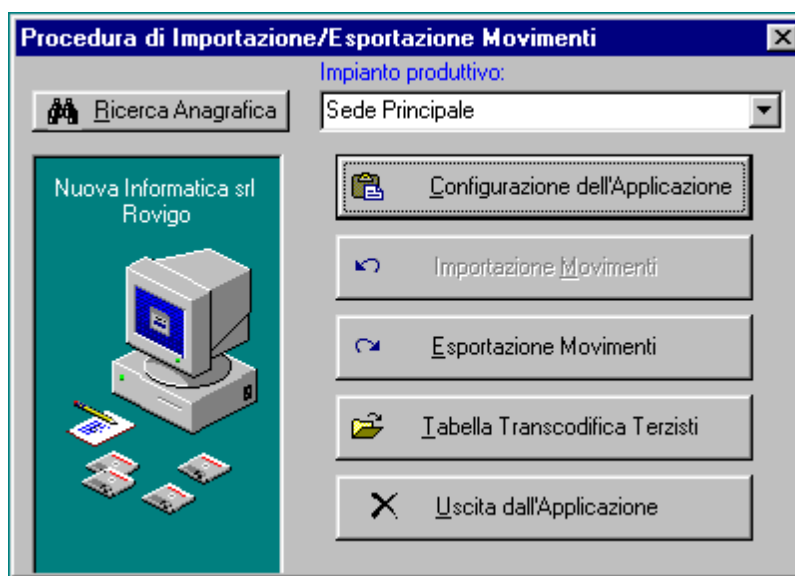 Procedura di Importazione/Esportazione Movimenti
Impianto produttivo:
Ricerca Anagrafica
Sede Principale
Nuova Informatica srl
Rovigo
Configurazione dell'Applicazione
Importazione Movimenti
Esportazione Movimenti
Tabella Transcodifica Terzisti
Uscita dall'Applicazione